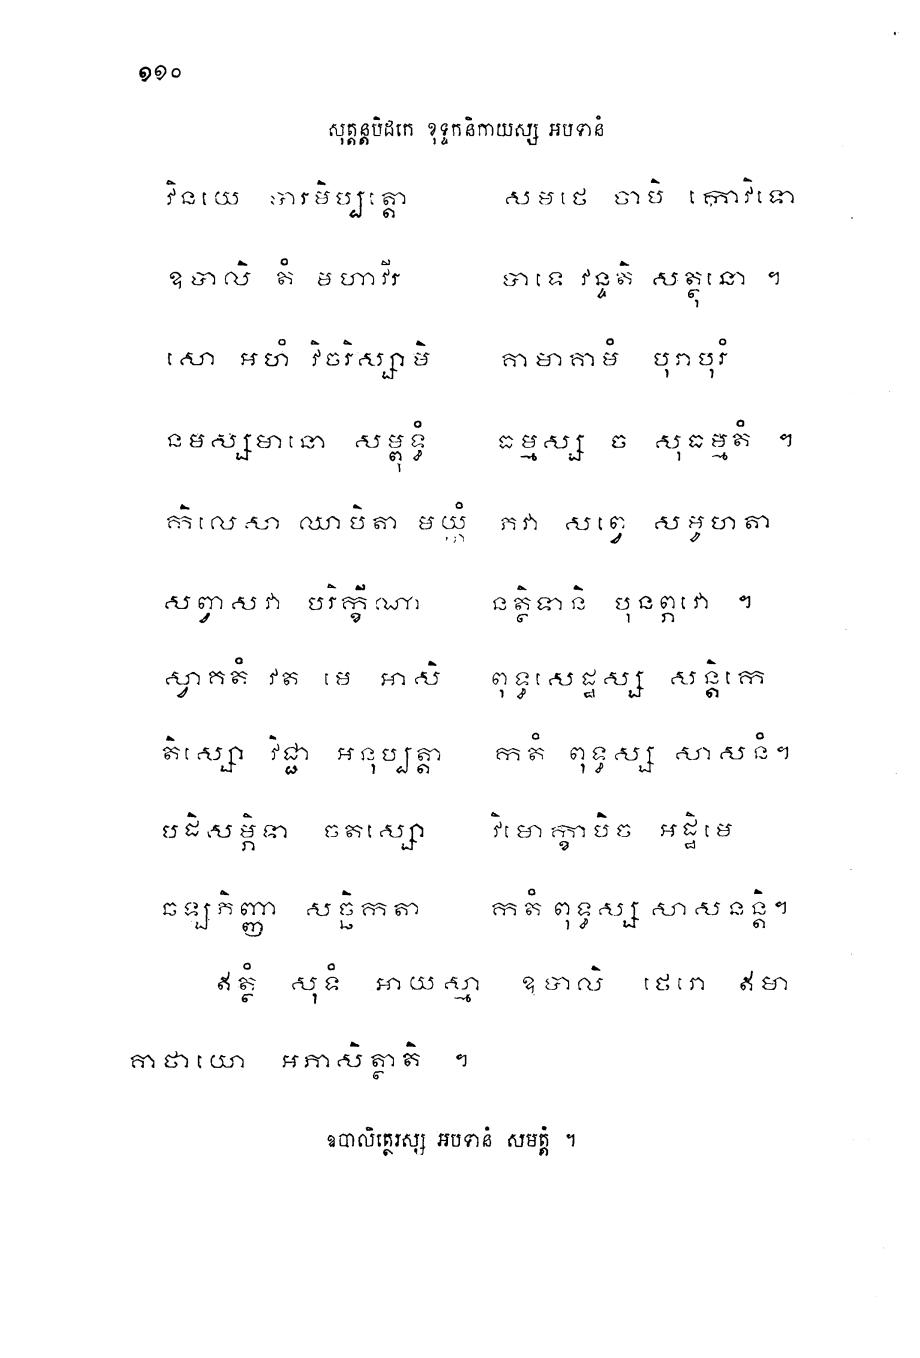 ១១០
សុត្តន្តបិដកេ ខុទ្ទកនិកាយស្ស អបទានំ
វិនយេ បារមិប្បត្តោ សមថេ ចាបិ កោវិទោ
ឧបាលិ តំ មហាវីរ បាទេ វន្ទតិ សត្ថុនោ ។
សោ អហំ វិចរិស្សាមិ គាមាគាមំ បុរាបុរំ
នមស្សមានោ សម្ពុទ្ធំ ធម្មស្ស ច សុធម្មតំ ។
កិលេសា ឈាបិតា មយ្ហំ ភវា សព្វេ សមូហតា
សព្វាសវា បរិក្ខីណា នត្ថិទានិ បុនព្ភវោ ។
ស្វាគតំ វត មេ អាសិ ពុទ្ធសេដ្ឋស្ស សន្តិកេ
តិស្សោ វិជ្ជា អនុប្បត្តា កតំ ពុទ្ធស្ស សាសនំ។
បដិសម្ភិទា ចតស្សោ វិមោក្ខាបិច អដ្ឋិមេ
ឆឡភិញ្ញា សច្ឆិកតា កតំ ពុទ្ធស្ស សាសនន្តិ។
ឥត្ថំ សុទំ អាយស្មា ឧបាលិ ថេរោ ឥមា
គាថាយោ អភាសិត្ថាតិ ។
ឧបាលិត្ថេរស្ស អបទានំ សមត្តំ ។